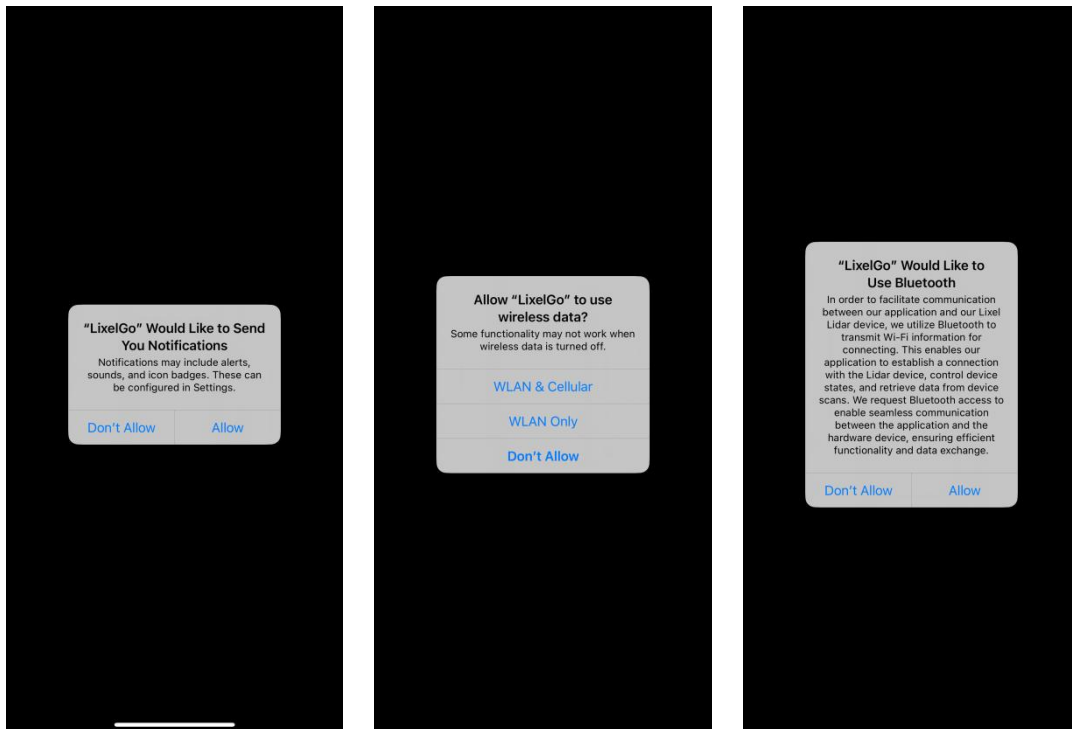 “LixelGo” Would Like to Send
You Notifications
Notifications may include alerts,
sounds, and icon badges. These can
be configured in Settings.
Don’t Allow
Allow
Allow “LixelGo” to use
wireless data?
Some functionality may not work when
wireless data is turned off.
WLAN & Cellular
WLAN Only
Don’t Allow
“LixelGo” Would Like to
Use Bluetooth
In order to facilitate communication
between our application and our Lixel
Lidar device, we utilize Bluetooth to
transmit Wi-Fi information for
connecting. This enables our
application to establish a connection
with the Lidar device, control device
states, and retrieve data from device
scans. We request Bluetooth access to
enable seamless communication
between the application and the
hardware device, ensuring efficient
functionality and data exchange.
Don’t Allow
Allow